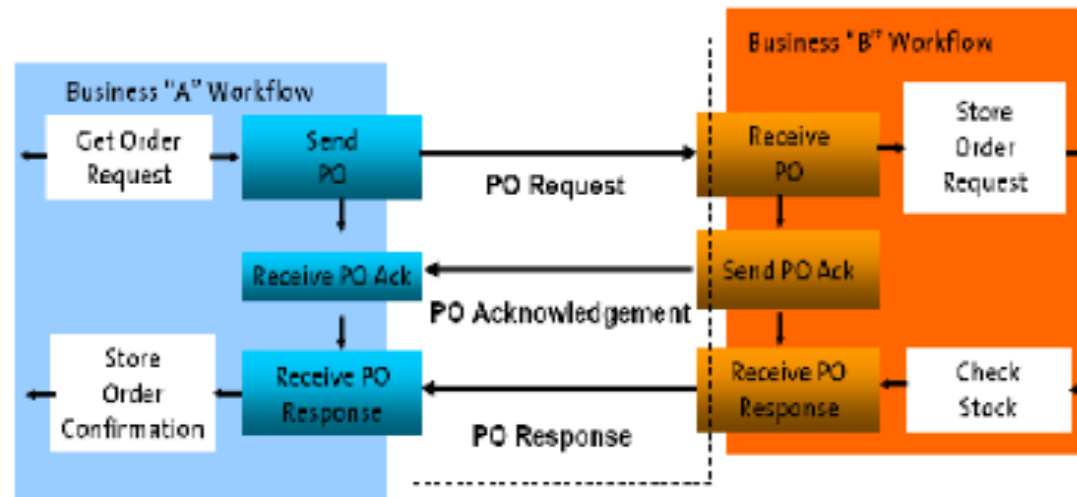 Business "B" Workflow
Business "A" Workflow
Get Order
Request
Send
PO
PO Request
Receive
PO
Store
Order
Request
Receive PO Ack
PO Acknowledgement
Send PO Ack
Store
Order
Confirmation
Receive PO
Response
PO Response
Receive PO
Response
Check
Stock